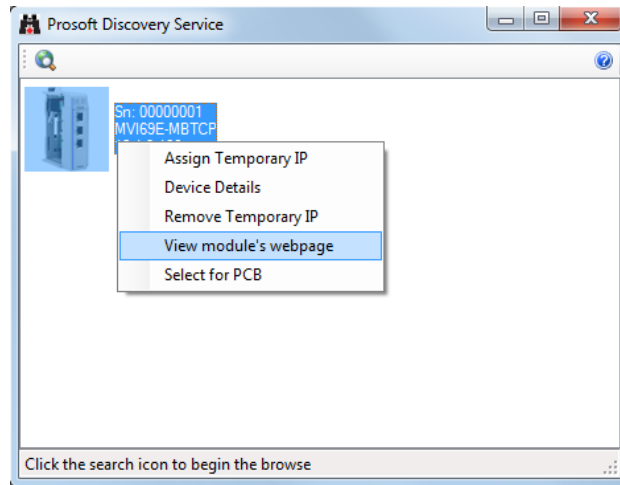 Prosoft Discovery Service
Sn: 00000001
MVI69E-MBTCP
Assign Temporary IP
Device Details
Remove Temporary IP
View module's webpage
Select for PCB
Click the search icon to begin the browse